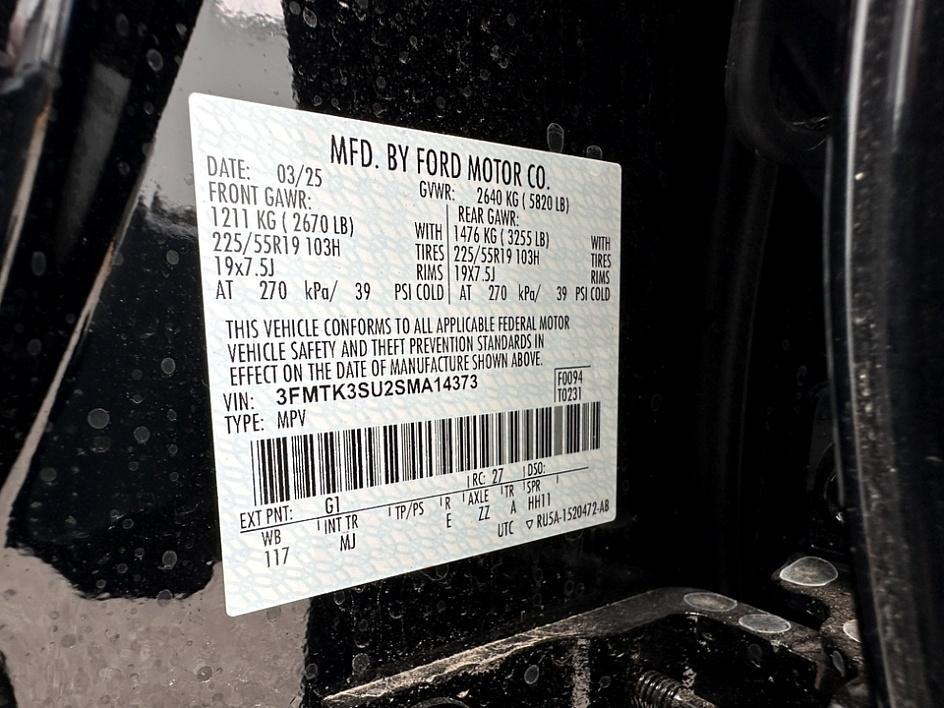 MFD. BY FORD MOTOR CO.
DATE: 03/25 GVWR: 2640 KG ( 5820 LB)
FRONT GAWR: REAR GAWR:
1211 KG ( 2670 LB) WITH 1476 KG ( 3255 LB) WITH
225/55R19 103H TIRES 225/55R19 103H TIRES
19x7.5J RIMS 19X7.5J RIMS
AT 270 kPa/ 39 PSI COLD AT 270 kPa/ 39 PSI COLD
THIS VEHICLE CONFORMS TO ALL APPLICABLE FEDERAL MOTOR
VEHICLE SAFETY AND THEFT PREVENTION STANDARDS IN
EFFECT ON THE DATE OF MANUFACTURE SHOWN ABOVE.
VIN: 3FMTK3SU2SMA14373 F0094
TYPE: MPV T0231
EXT PNT: G1 RC: 27 DSO:
WB INT TR TP/PS R AXLE TR SPR
117 MJ E ZZ A HH11
UTC ▽ RU5A-1520472-AB